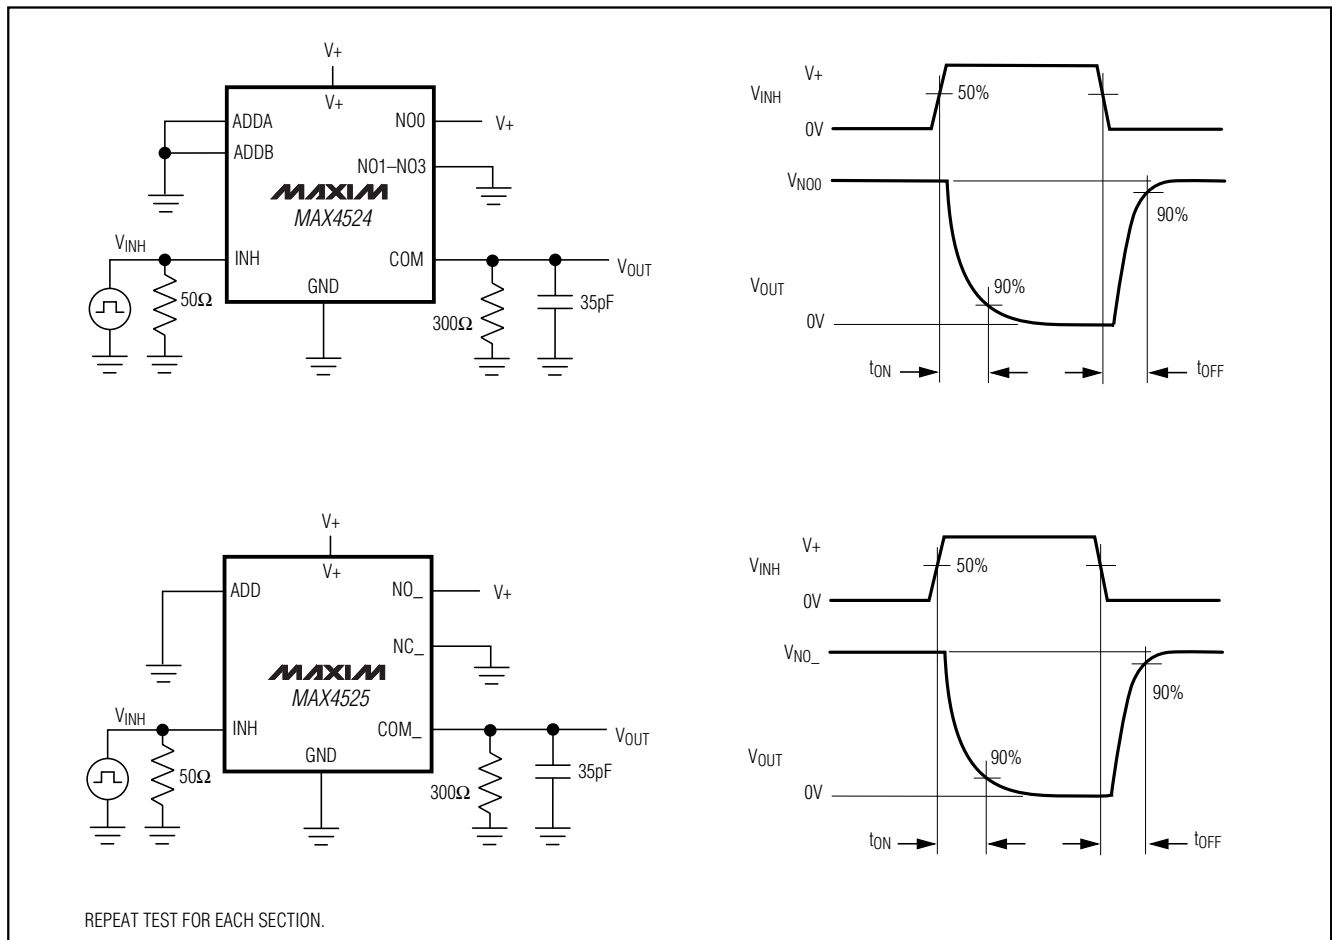 V+
V+
ADDA
ADDB
NO0
V+
NO1–NO3
MAXIM
MAX4524
VINH
INH
COM
VOUT
GND
50Ω
300Ω
35pF
V+
VINH
50%
0V
VNO0
90%
VOUT
90%
0V
tON
tOFF
V+
V+
ADD
NO_
V+
NC_
MAXIM
MAX4525
VINH
INH
COM_
VOUT
GND
50Ω
300Ω
35pF
V+
VINH
50%
0V
VNO_
90%
VOUT
90%
0V
tON
tOFF
REPEAT TEST FOR EACH SECTION.